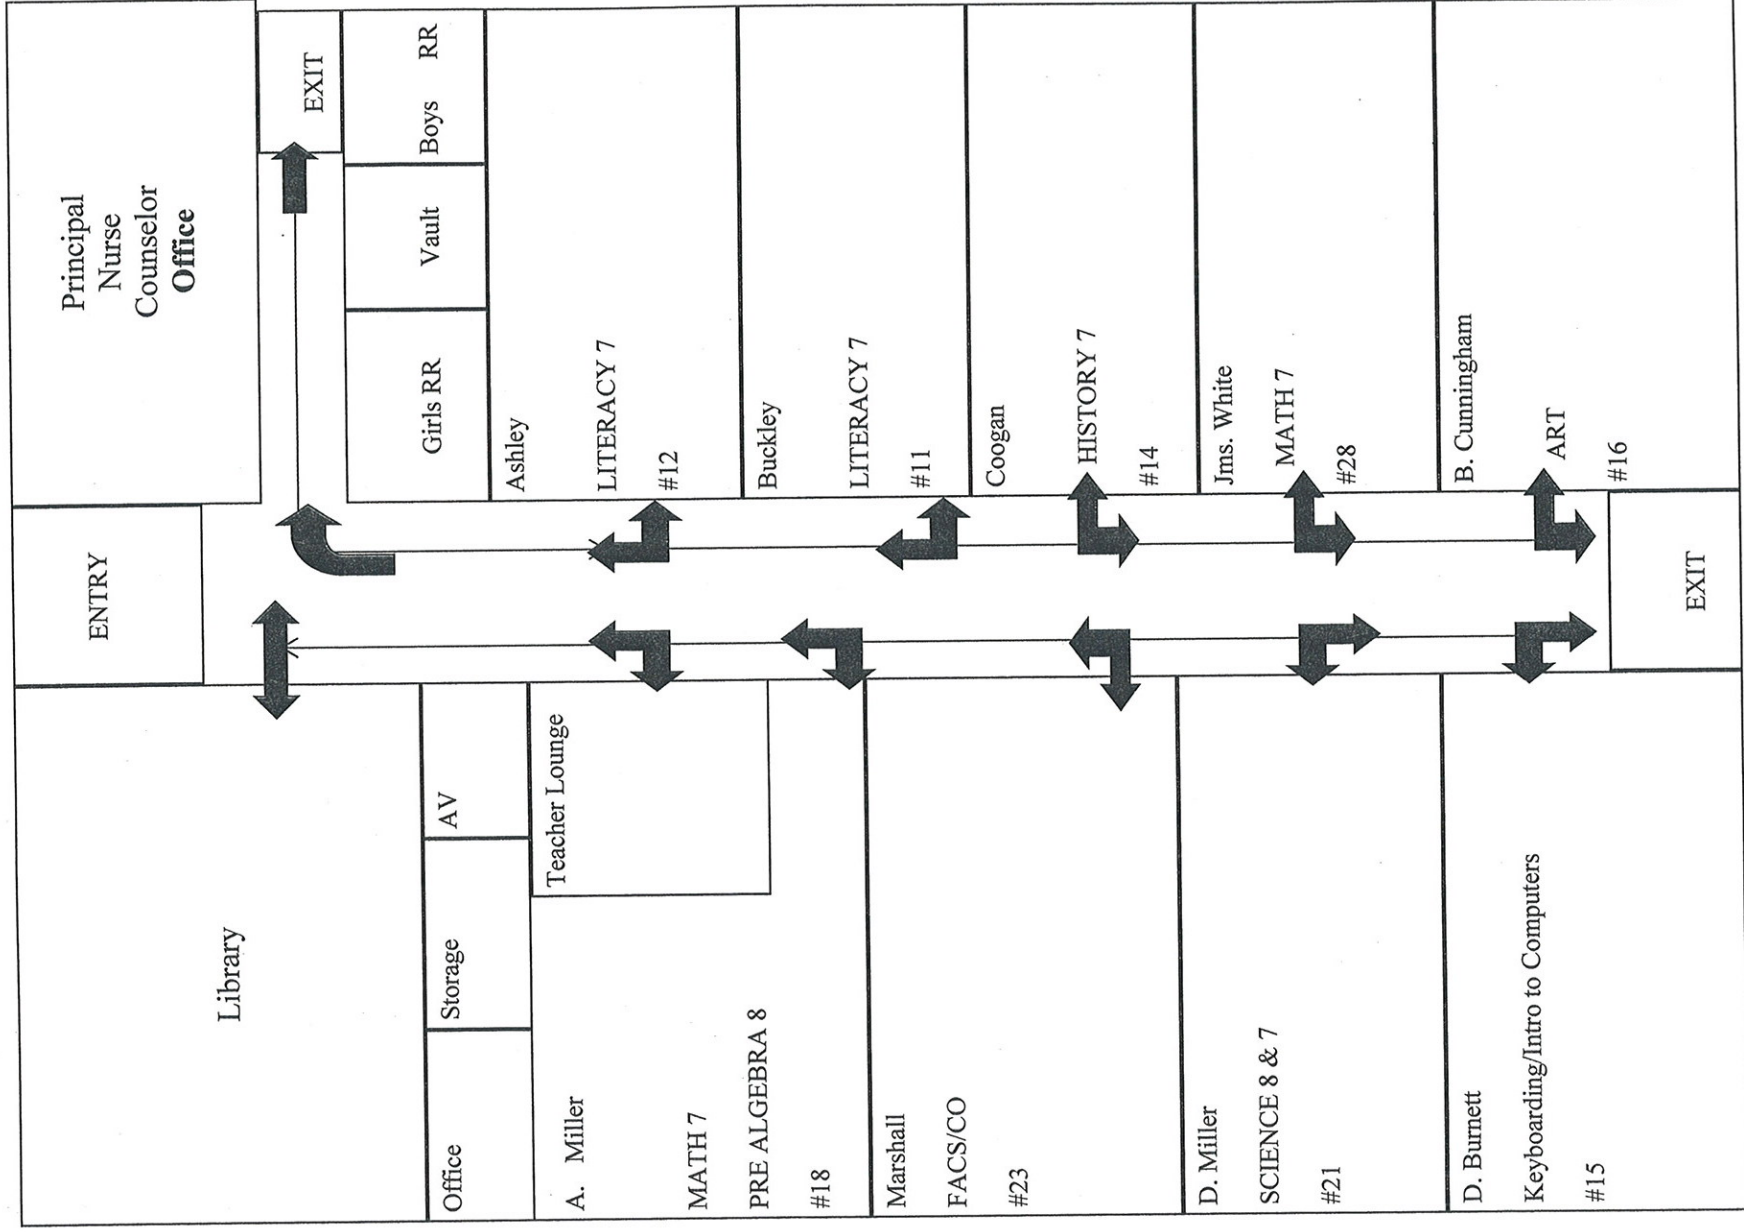 Principal
Nurse
Counselor
Office
EXIT
Boys RR
Vault
Girls RR
Ashley
LITERACY 7
#12
Buckley
LITERACY 7
#11
Coogan
HISTORY 7
#14
Jms. White
MATH 7
#28
B. Cunningham
ART
#16
ENTRY
EXIT
Library
AV
Storage
Office
Teacher Lounge
A. Miller
MATH 7
PRE ALGEBRA 8
#18
Marshall
FACS/CO
#23
D. Miller
SCIENCE 8 & 7
#21
D. Burnett
Keyboarding/Intro to Computers
#15